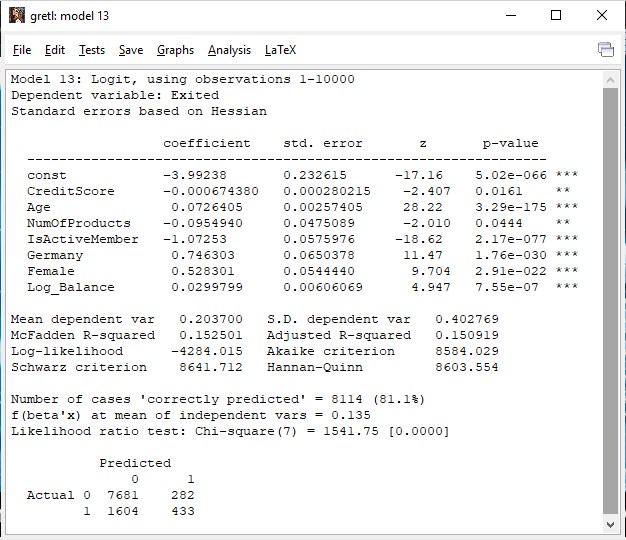 gretl: model 13
File Edit Tests Save Graphs Analysis LaTeX
Model 13: Logit, using observations 1-10000
Dependent variable: Exited
Standard errors based on Hessian
coefficient std. error z p-value
---------------------------------------------------------------
const -3.99238 0.232615 -17.16 5.02e-066 ***
CreditScore -0.000674380 0.000280215 -2.407 0.0161 **
Age 0.0726405 0.00257405 28.22 3.29e-175 ***
NumOfProducts -0.0954940 0.0475089 -2.010 0.0444 **
IsActiveMember -1.07253 0.0575976 -18.62 2.17e-077 ***
Germany 0.746303 0.0650378 11.47 1.76e-030 ***
Female 0.528301 0.0544440 9.704 2.91e-022 ***
Log_Balance 0.0299799 0.00606069 4.947 7.55e-07 ***
Mean dependent var 0.203700 S.D. dependent var 0.402769
McFadden R-squared 0.152501 Adjusted R-squared 0.150919
Log-likelihood -4284.015 Akaike criterion 8584.029
Schwarz criterion 8641.712 Hannan-Quinn 8603.554
Number of cases 'correctly predicted' = 8114 (81.1%)
f(beta'x) at mean of independent vars = 0.135
Likelihood ratio test: Chi-square(7) = 1541.75 [0.0000]
Predicted
0 1
Actual 0 7681 282
1 1604 433